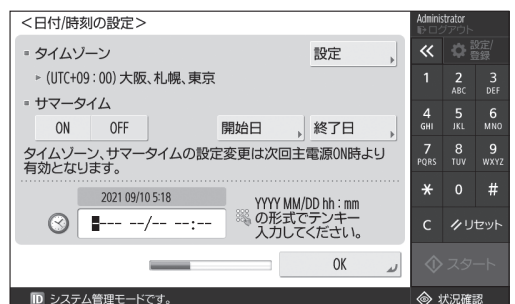 ＜日付/時刻の設定＞
タイムゾーン
設定
(UTC+09：00) 大阪、札幌、東京
サマータイム
ON OFF 開始日 終了日
タイムゾーン、サマータイムの設定変更は次回主電源ON時より
有効となります。
2021 09/10 5:18
█--- --/-- --:--
YYYY MM/DD hh：mm
の形式でテンキー
入力してください。
OK
ID システム管理モードです。
Administrator
ログアウト
設定/
登録
1 2 3
ABC DEF
4 5 6
GHI JKL MNO
7 8 9
PQRS TUV WXYZ
＊ 0 #
C リセット
スタート
状況確認